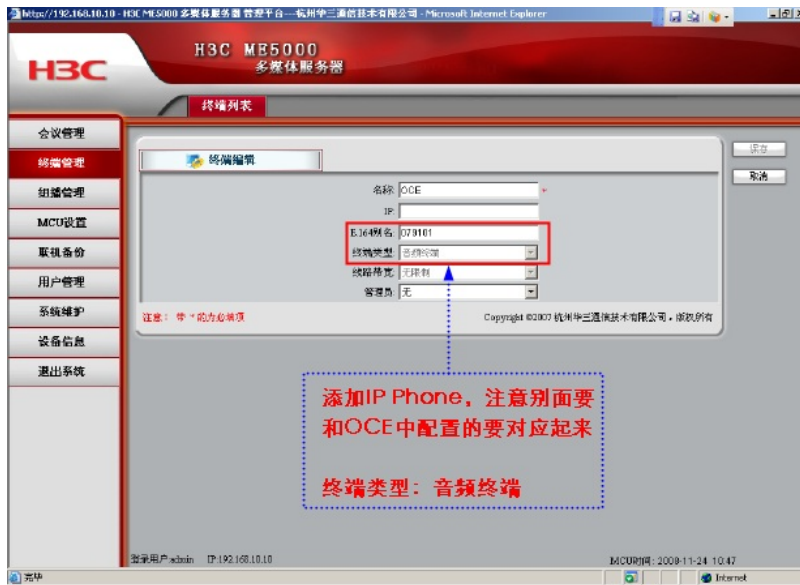 http://192.168.10.10 - H3C ME5000 多媒体服务器 管理平台---杭州华三通信技术有限公司 - Microsoft Internet Explorer
H3C
H3C ME5000
多媒体服务器
终端列表
会议管理
终端管理
组播管理
MCU设置
联机备份
用户管理
系统维护
设备信息
退出系统
终端编辑
保存
取消
名称: OCE *
IP:
E.164别名: 079101
终端类型: 音频终端
线路带宽: 无限制
管理员: 无
注意: 带 * 的为必填项
Copyright ©2007 杭州华三通信技术有限公司。版权所有
添加IP Phone，注意别面要
和OCE中配置的要对应起来
终端类型：音频终端
登录用户:admin IP:192.168.10.10
MCU时间: 2009-11-24 10:47
完毕
Internet